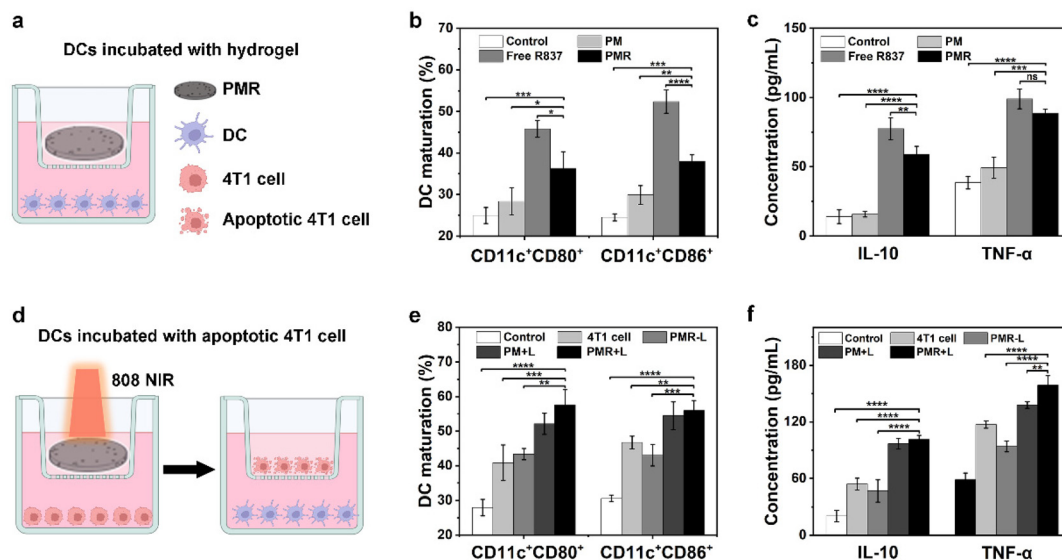 a
DCs incubated with hydrogel
PMR
DC
4T1 cell
Apoptotic 4T1 cell
b
DC maturation (%)
60
50
40
30
20
Control
PM
Free R837
PMR
***
**
****
***
*
*
CD11c+CD80+
CD11c+CD86+
c
Concentration (pg/mL)
150
100
50
0
Control
PM
Free R837
PMR
****
***
ns
****
****
**
IL-10
TNF-α
d
DCs incubated with apoptotic 4T1 cell
808 NIR
e
DC maturation (%)
80
70
60
50
40
30
20
Control
4T1 cell
PMR-L
PM+L
PMR+L
****
***
**
****
**
***
CD11c+CD80+
CD11c+CD86+
f
Concentration (pg/mL)
180
120
60
0
Control
4T1 cell
PMR-L
PM+L
PMR+L
****
****
**
****
****
****
IL-10
TNF-α